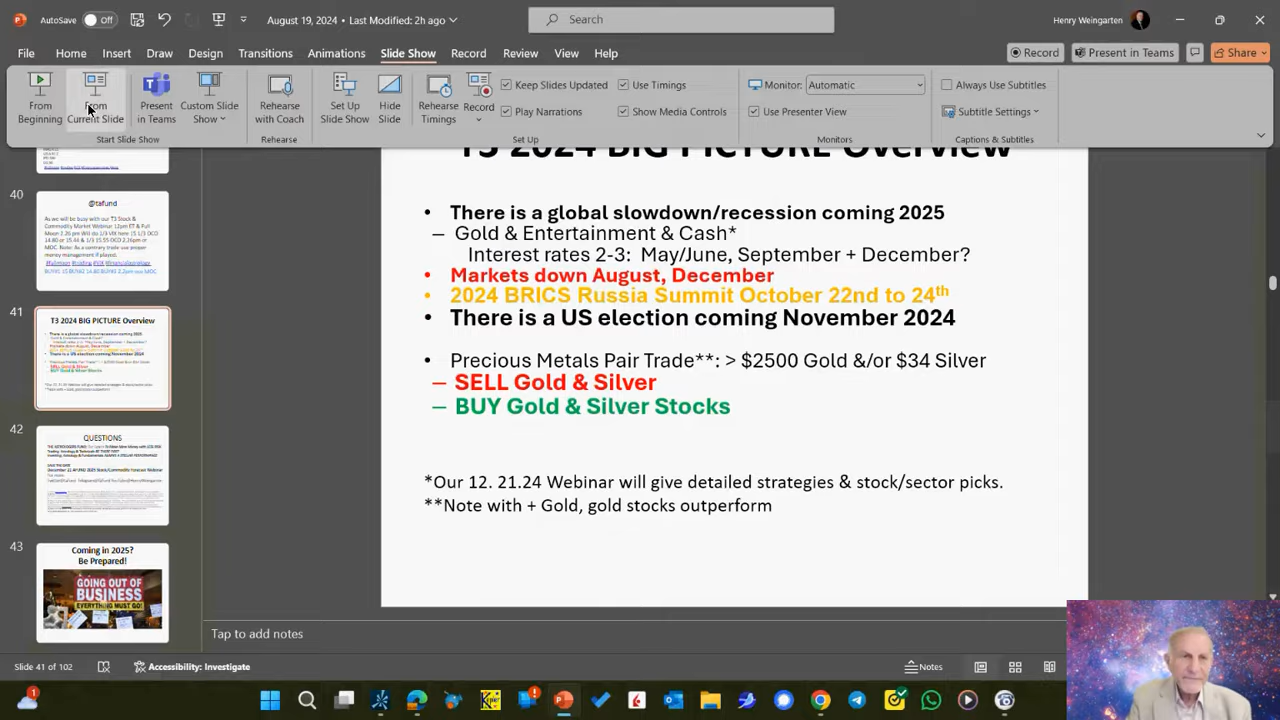 AutoSave Off August 19, 2024 • Last Modified: 2h ago Search Henry Weingarten
File Home Insert Draw Design Transitions Animations Slide Show Record Review View Help Record Present in Teams Share
From Beginning
From Current Slide
Present in Teams
Custom Slide Show
Rehearse with Coach
Set Up Slide Show
Hide Slide
Rehearse Timings
Record
Keep Slides Updated
Play Narrations
Use Timings
Show Media Controls
Monitor: Automatic
Use Presenter View
Always Use Subtitles
Subtitle Settings
Start Slide Show Rehearse Set Up Monitors Captions & Subtitles
40
@tafund
41
T3 2024 BIG PICTURE Overview
42
QUESTIONS
43
Coming in 2025?
Be Prepared!
GOING OUT OF
BUSINESS
EVERYTHING MUST GO!
T3 2024 BIG PICTURE Overview
• There is a global slowdown/recession coming 2025
– Gold & Entertainment & Cash*
Interest rates 2-3: May/June, September + December?
• Markets down August, December
• 2024 BRICS Russia Summit October 22nd to 24th
• There is a US election coming November 2024
• Precious Metals Pair Trade**: > $2500 Gold &/or $34 Silver
– SELL Gold & Silver
– BUY Gold & Silver Stocks
*Our 12. 21.24 Webinar will give detailed strategies & stock/sector picks.
**Note with + Gold, gold stocks outperform
Tap to add notes
Slide 41 of 102 Accessibility: Investigate Notes
1